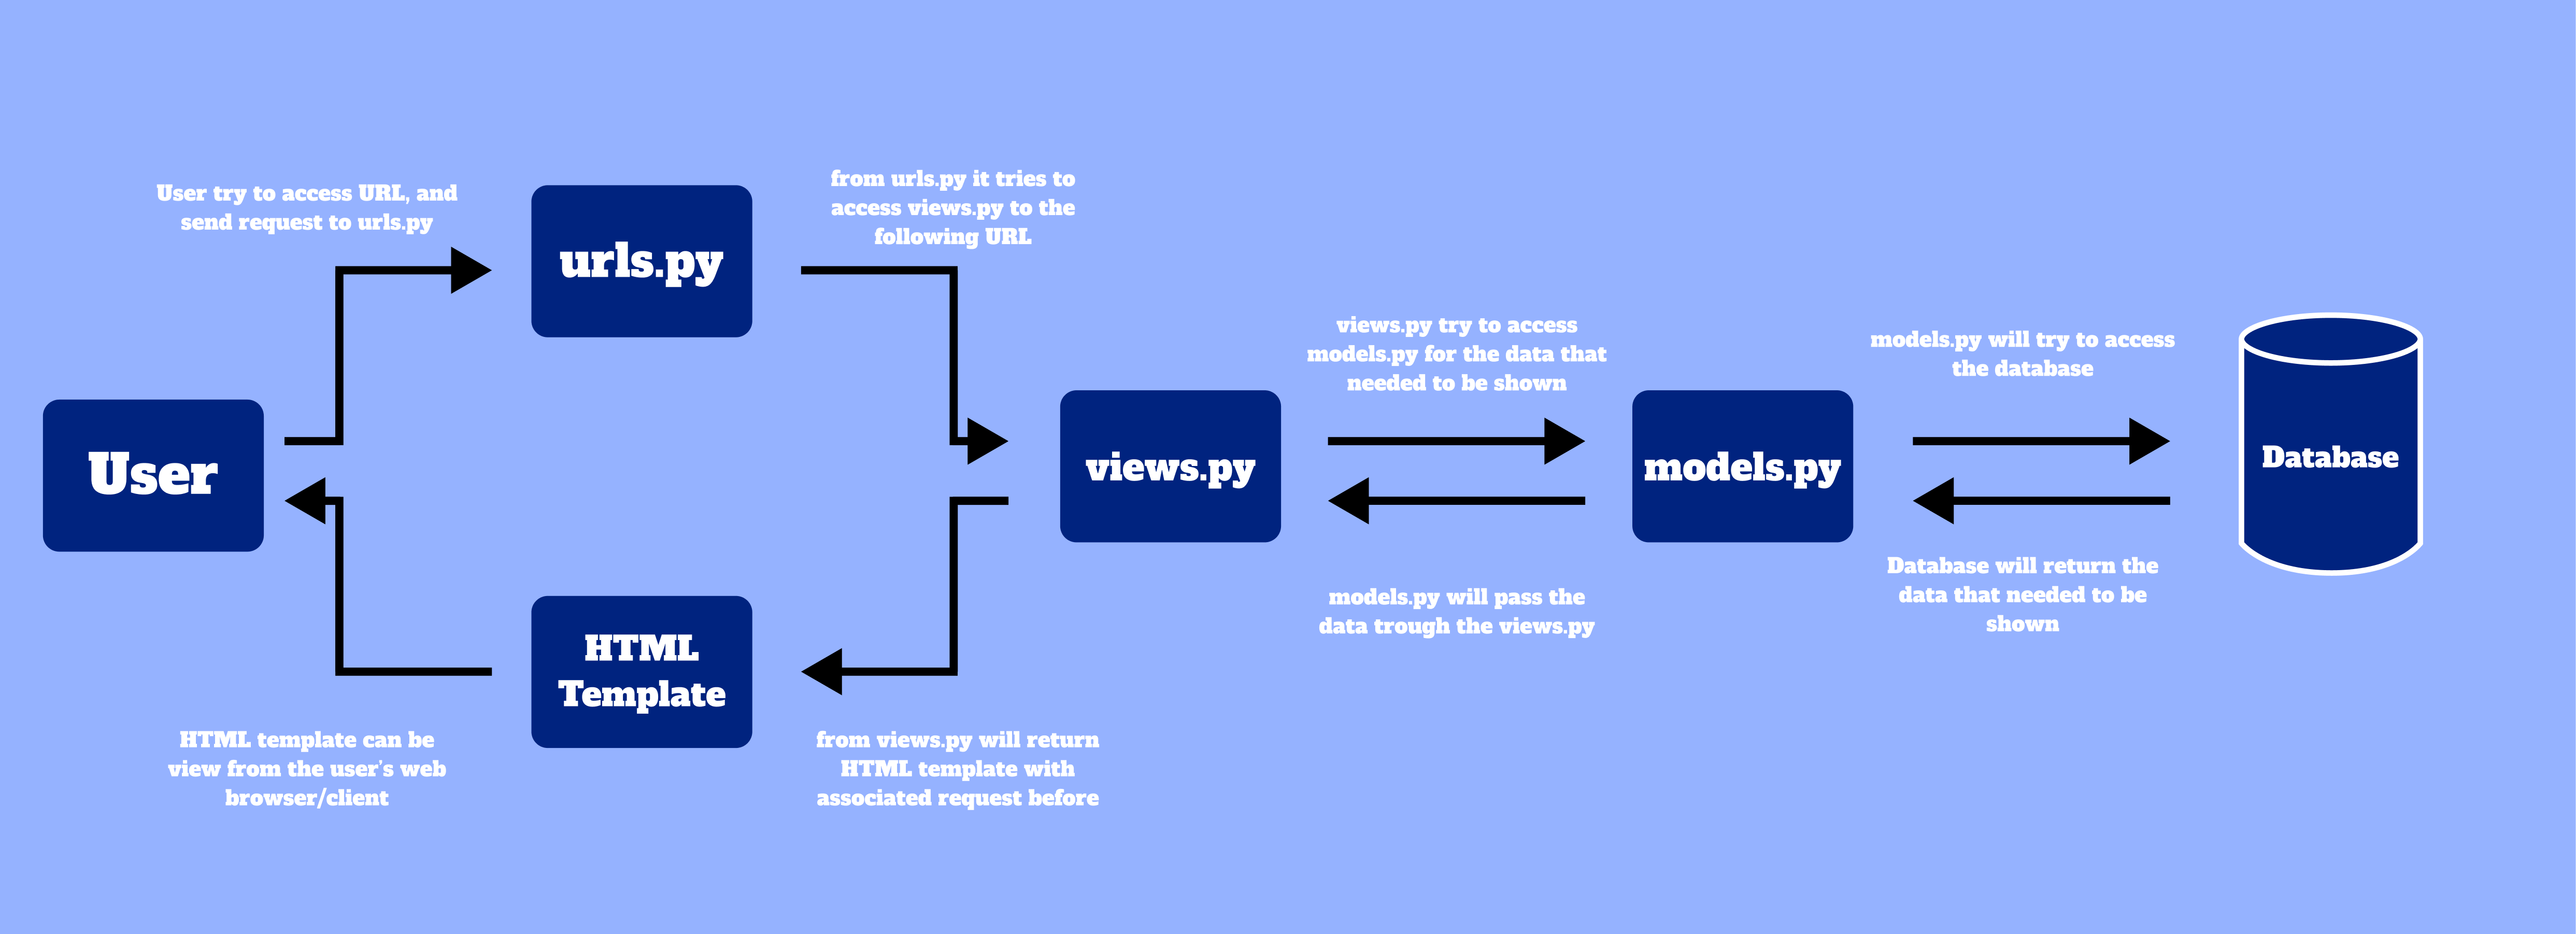 User try to access URL, and
send request to urls.py
urls.py
from urls.py it tries to
access views.py to the
following URL
User
views.py
views.py try to access
models.py for the data that
needed to be shown
models.py
models.py will try to access
the database
Database
Database will return the
data that needed to be
shown
models.py will pass the
data trough the views.py
from views.py will return
HTML template with
associated request before
HTML
Template
HTML template can be
view from the user's web
browser/client